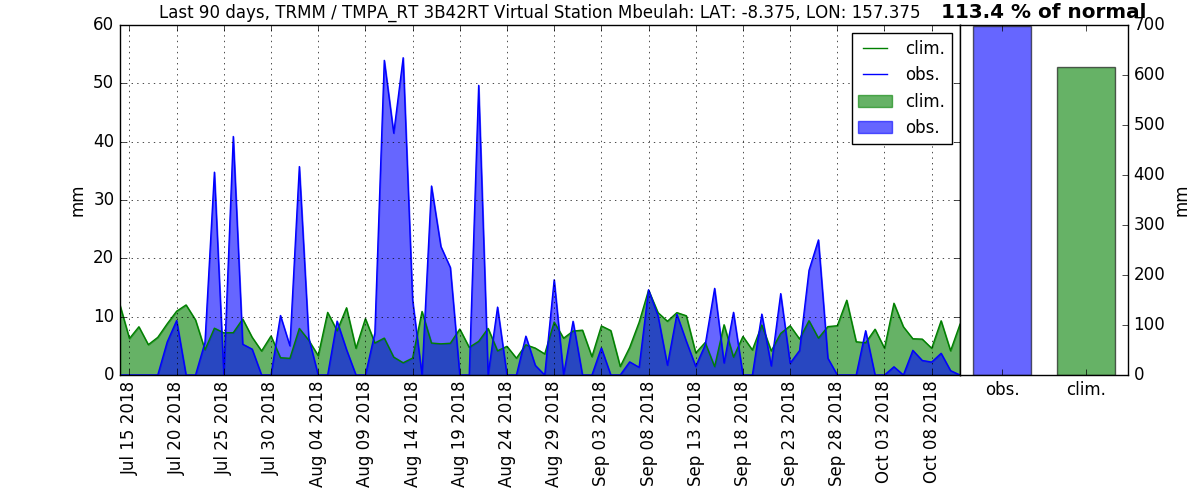 Last 90 days, TRMM / TMPA_RT 3B42RT Virtual Station Mbeulah: LAT: -8.375, LON: 157.375
113.4 % of normal
60
50
40
30
20
10
0
mm
clim.
obs.
clim.
obs.
700
600
500
400
300
200
100
0
mm
obs.
clim.
Jul 15 2018
Jul 20 2018
Jul 25 2018
Jul 30 2018
Aug 04 2018
Aug 09 2018
Aug 14 2018
Aug 19 2018
Aug 24 2018
Aug 29 2018
Sep 03 2018
Sep 08 2018
Sep 13 2018
Sep 18 2018
Sep 23 2018
Sep 28 2018
Oct 03 2018
Oct 08 2018